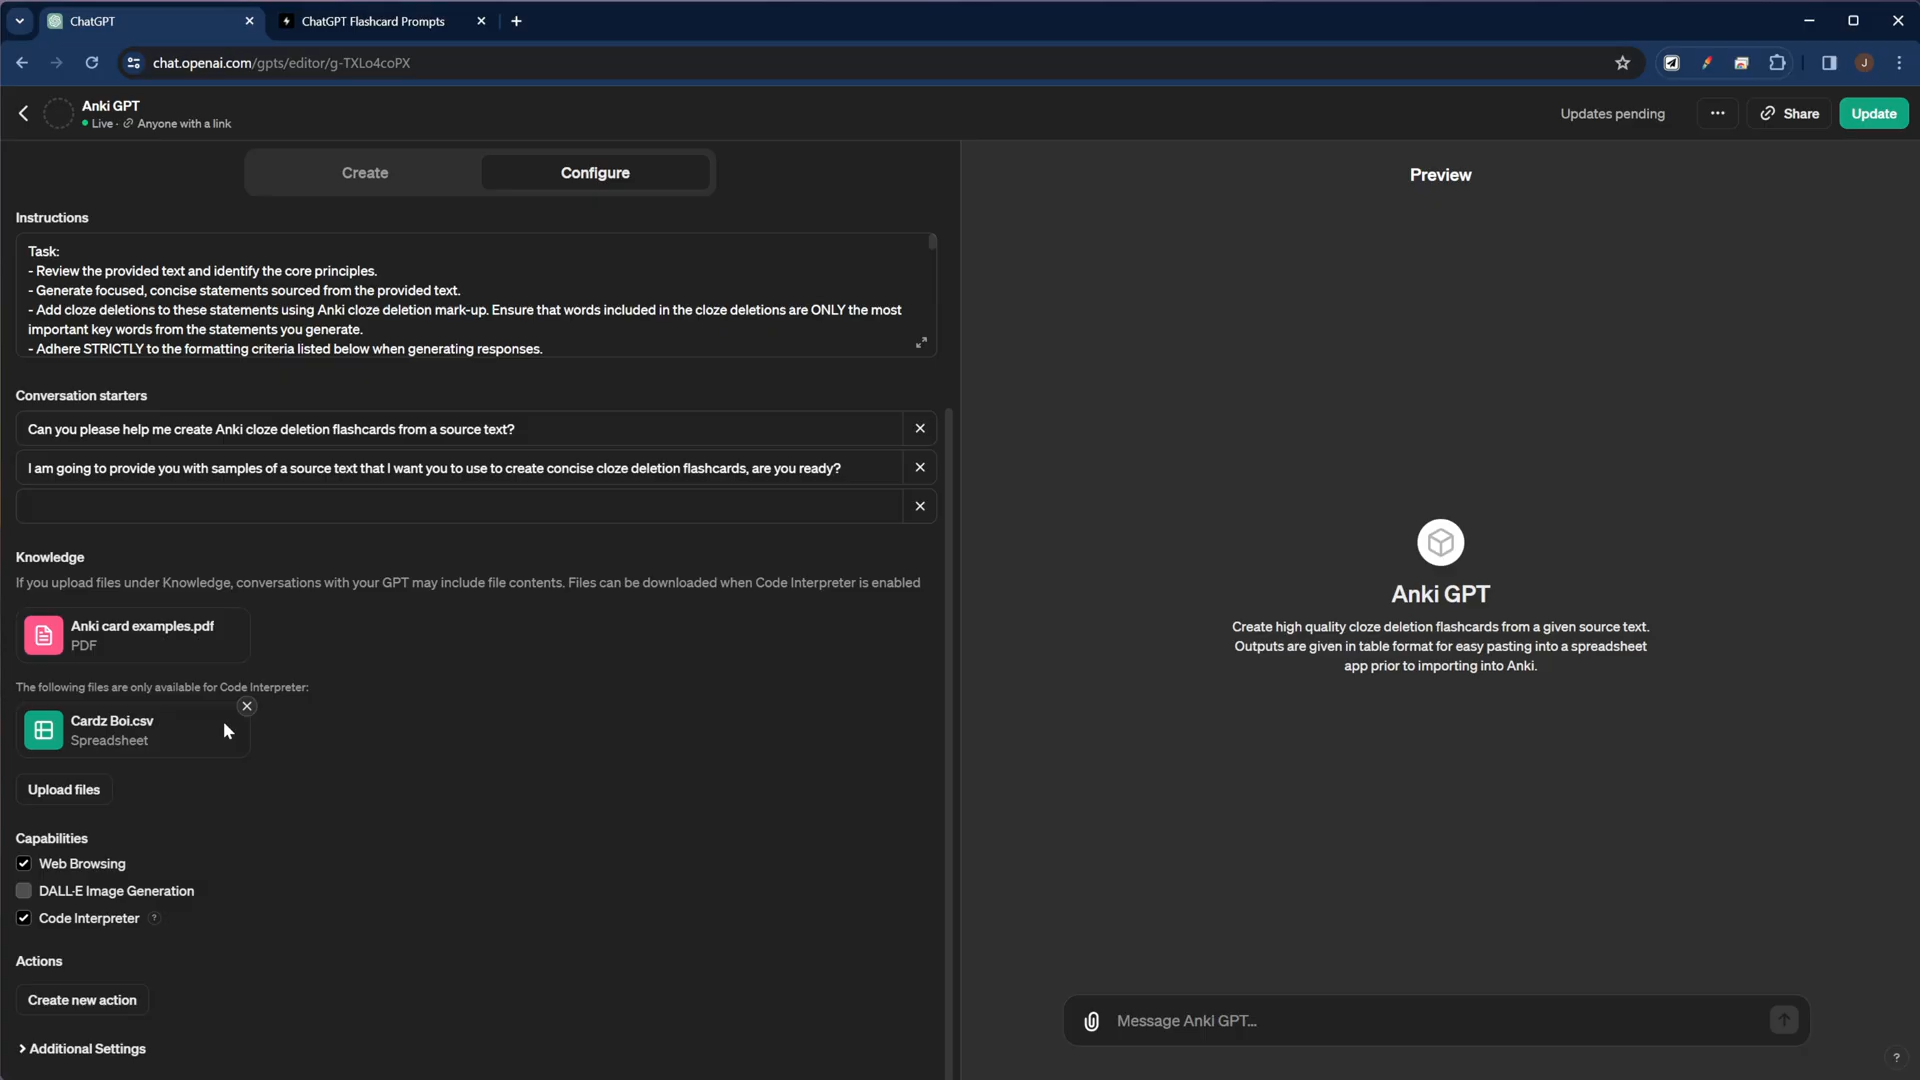 ChatGPT
ChatGPT Flashcard Prompts
chat.openai.com/gpts/editor/g-TXLo4coPX
J
Anki GPT
Live · Anyone with a link
Updates pending
Share
Update
Create
Configure
Preview
Instructions
Task:
- Review the provided text and identify the core principles.
- Generate focused, concise statements sourced from the provided text.
- Add cloze deletions to these statements using Anki cloze deletion mark-up. Ensure that words included in the cloze deletions are ONLY the most
important key words from the statements you generate.
- Adhere STRICTLY to the formatting criteria listed below when generating responses.
Conversation starters
Can you please help me create Anki cloze deletion flashcards from a source text?
I am going to provide you with samples of a source text that I want you to use to create concise cloze deletion flashcards, are you ready?
Knowledge
If you upload files under Knowledge, conversations with your GPT may include file contents. Files can be downloaded when Code Interpreter is enabled
Anki card examples.pdf
PDF
The following files are only available for Code Interpreter:
Cardz Boi.csv
Spreadsheet
Upload files
Capabilities
Web Browsing
DALL·E Image Generation
Code Interpreter ?
Actions
Create new action
Additional Settings
Anki GPT
Create high quality cloze deletion flashcards from a given source text.
Outputs are given in table format for easy pasting into a spreadsheet
app prior to importing into Anki.
Message Anki GPT...
?